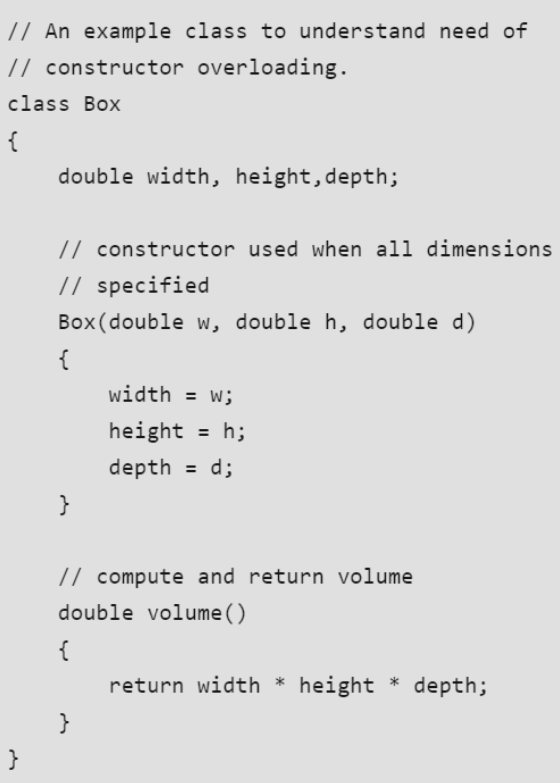 // An example class to understand need of
// constructor overloading.
class Box
{
    double width, height,depth;

    // constructor used when all dimensions
    // specified
    Box(double w, double h, double d)
    {
        width = w;
        height = h;
        depth = d;
    }

    // compute and return volume
    double volume()
    {
        return width * height * depth;
    }
}